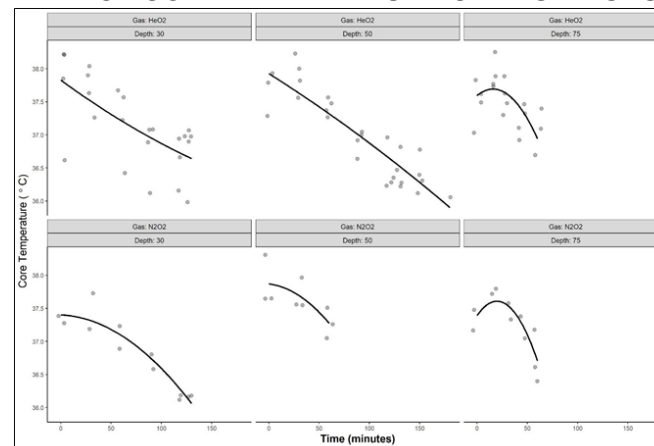 Gas: HeO2
Gas: HeO2
Gas: HeO2
Depth: 30
Depth: 50
Depth: 75
38.0
37.5
37.0
36.5
36.0
Gas: N2O2
Gas: N2O2
Gas: N2O2
Depth: 30
Depth: 50
Depth: 75
38.0
37.5
37.0
36.5
36.0
Core Temperature (°C)
0
50
100
150
0
50
100
150
0
50
100
150
Time (minutes)